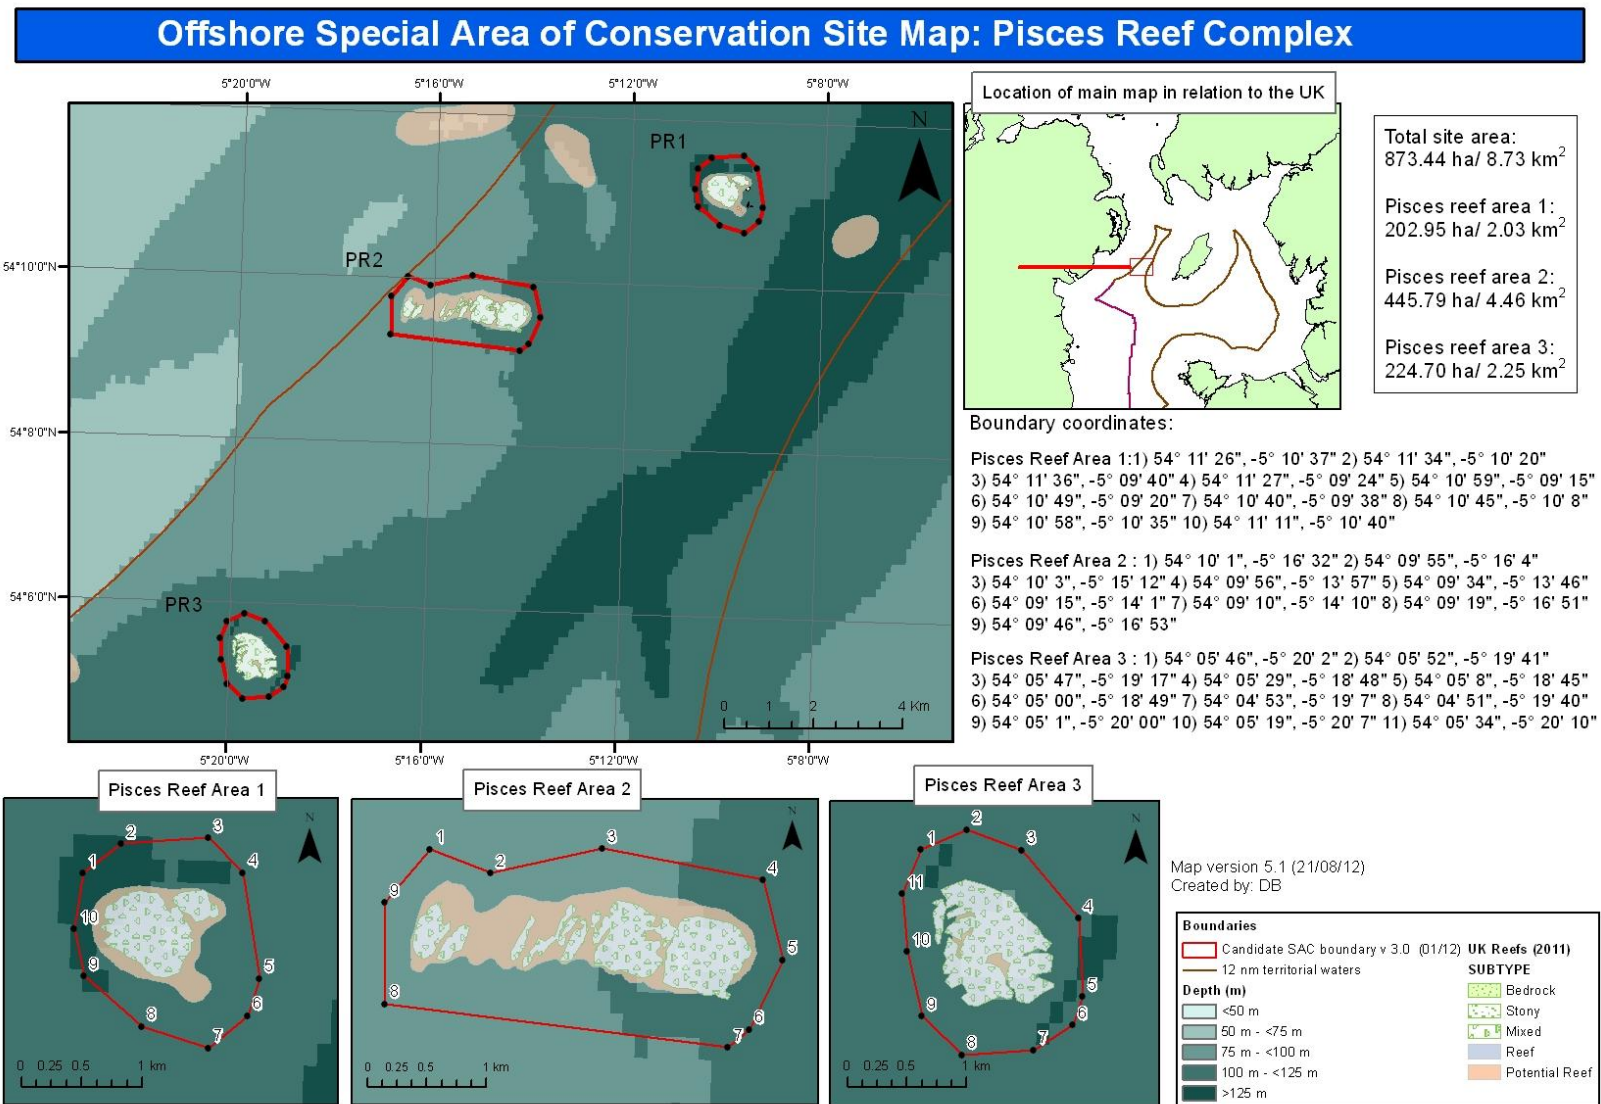 Offshore Special Area of Conservation Site Map: Pisces Reef Complex
5°20'0"W 5°16'0"W 5°12'0"W 5°8'0"W
54°10'0"N
54°8'0"N
54°6'0"N
N
PR1
PR2
PR3
0 1 2 4 Km
5°20'0"W 5°16'0"W 5°12'0"W 5°8'0"W
Location of main map in relation to the UK
Total site area:
873.44 ha/ 8.73 km²
Pisces reef area 1:
202.95 ha/ 2.03 km²
Pisces reef area 2:
445.79 ha/ 4.46 km²
Pisces reef area 3:
224.70 ha/ 2.25 km²
Boundary coordinates:
Pisces Reef Area 1:1) 54° 11' 26", -5° 10' 37" 2) 54° 11' 34", -5° 10' 20"
3) 54° 11' 36", -5° 09' 40" 4) 54° 11' 27", -5° 09' 24" 5) 54° 10' 59", -5° 09' 15"
6) 54° 10' 49", -5° 09' 20" 7) 54° 10' 40", -5° 09' 38" 8) 54° 10' 45", -5° 10' 8"
9) 54° 10' 58", -5° 10' 35" 10) 54° 11' 11", -5° 10' 40"
Pisces Reef Area 2 : 1) 54° 10' 1", -5° 16' 32" 2) 54° 09' 55", -5° 16' 4"
3) 54° 10' 3", -5° 15' 12" 4) 54° 09' 56", -5° 13' 57" 5) 54° 09' 34", -5° 13' 46"
6) 54° 09' 15", -5° 14' 1" 7) 54° 09' 10", -5° 14' 10" 8) 54° 09' 19", -5° 16' 51"
9) 54° 09' 46", -5° 16' 53"
Pisces Reef Area 3 : 1) 54° 05' 46", -5° 20' 2" 2) 54° 05' 52", -5° 19' 41"
3) 54° 05' 47", -5° 19' 17" 4) 54° 05' 29", -5° 18' 48" 5) 54° 05' 8", -5° 18' 45"
6) 54° 05' 00", -5° 18' 49" 7) 54° 04' 53", -5° 19' 7" 8) 54° 04' 51", -5° 19' 40"
9) 54° 05' 1", -5° 20' 00" 10) 54° 05' 19", -5° 20' 7" 11) 54° 05' 34", -5° 20' 10"
Pisces Reef Area 1
N
1
2
3
4
5
6
7
8
9
10
0 0.25 0.5 1 km
Pisces Reef Area 2
N
1
2
3
4
5
6
7
8
9
0 0.25 0.5 1 km
Pisces Reef Area 3
N
1
2
3
4
5
6
7
8
9
10
11
0 0.25 0.5 1 km
Map version 5.1 (21/08/12)
Created by: DB
Boundaries
Candidate SAC boundary v 3.0 (01/12)
12 nm territorial waters
Depth (m)
<50 m
50 m - <75 m
75 m - <100 m
100 m - <125 m
>125 m
UK Reefs (2011)
SUBTYPE
Bedrock
Stony
Mixed
Reef
Potential Reef